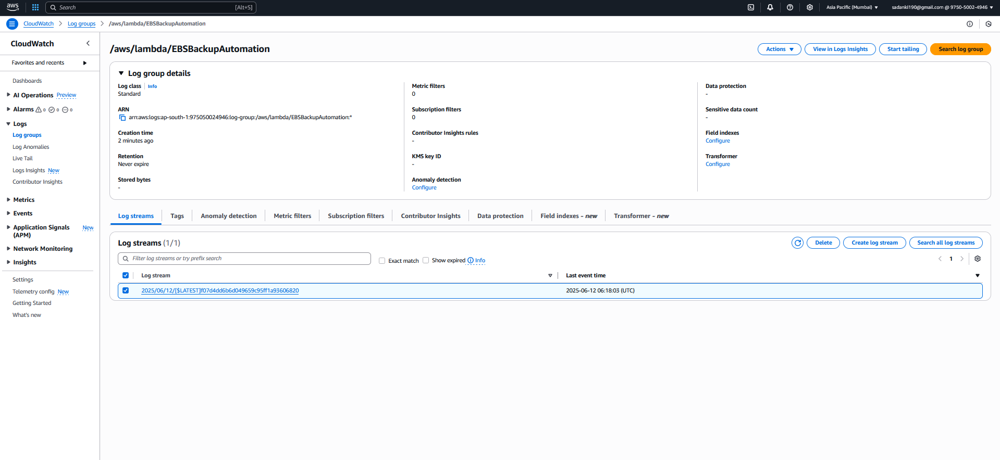 aws
Search
[Alt+S]
Asia Pacific (Mumbai)
sadanki190@gmail.com @ 9750-5002-4946
CloudWatch
Log groups
/aws/lambda/EBSBackupAutomation
CloudWatch
Favorites and recents
Dashboards
AI Operations Preview
Alarms 0 0 0
Logs
Log groups
Log Anomalies
Live Tail
Logs Insights New
Contributor Insights
Metrics
Events
Application Signals (APM) New
Network Monitoring
Insights
Settings
Telemetry config New
Getting Started
What's new
/aws/lambda/EBSBackupAutomation
Actions
View in Logs Insights
Start tailing
Search log group
Log group details
Log class Info
Standard
ARN
arn:aws:logs:ap-south-1:975050024946:log-group:/aws/lambda/EBSBackupAutomation:*
Creation time
2 minutes ago
Retention
Never expire
Stored bytes
-
Metric filters
0
Subscription filters
0
Contributor Insights rules
-
KMS key ID
-
Anomaly detection
Configure
Data protection
-
Sensitive data count
-
Field indexes
Configure
Transformer
Configure
Log streams
Tags
Anomaly detection
Metric filters
Subscription filters
Contributor Insights
Data protection
Field indexes - new
Transformer - new
Log streams (1/1)
Delete
Create log stream
Search all log streams
Filter log streams or try prefix search
Exact match
Show expired
Info
1
Log stream
Last event time
2025/06/12/[$LATEST]f07d4dd6b6d049659c95ff1a93606820
2025-06-12 06:18:03 (UTC)